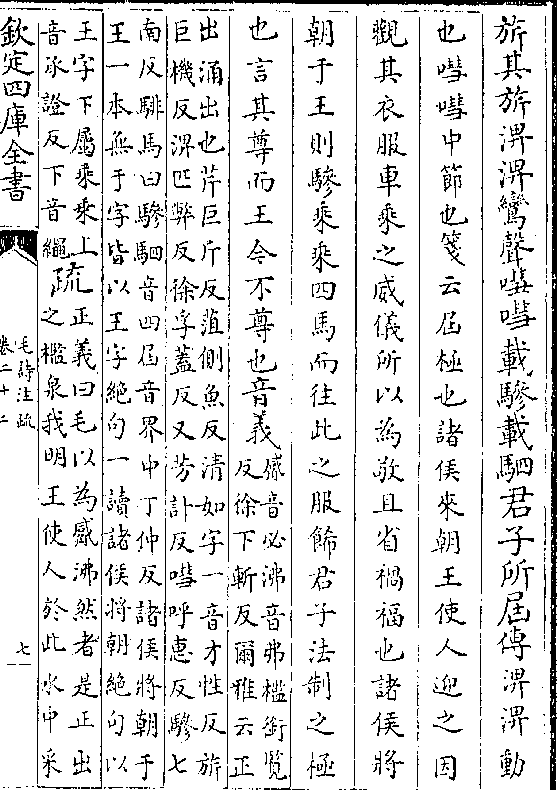 旂其旂淠淠鸞聲嘒嘒載驂載駟君子所屆傳淠淠動
也嘒嘒中節也箋云屆極也諸侯來朝王使人迎之因
觀其衣服車乘之威儀所以為敬且省禍福也諸侯將
朝于王則驂乘乘四馬而往此之服飾君子法制之極
也言其尊而王今不尊也音義
觱音必沸音弗檻銜覽
反徐下斬反爾雅云正
出涌出也芹巨斤反菹側魚反清如字一音才性反旂
巨機反淠匹弊反徐孚蓋反又芳計反嘒呼惠反驂七
南反騑馬曰驂駟音四屆音界中丁仲反諸侯將朝于
王一本無于字皆以王字絶句一讀諸侯將朝絶句以
王字下屬乘乘上
音承證反下音繩
疏
正義曰毛以為觱沸然者是正出
之檻泉我明王使人於此水中采
欽定四庫全書
毛詩注疏
卷二十二
七